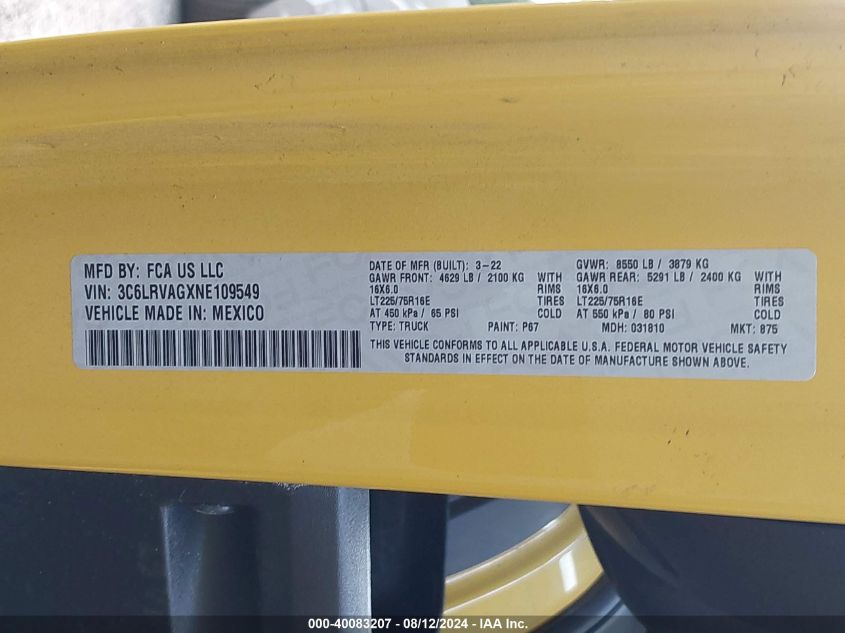 MFD BY: FCA US LLC
VIN: 3C6LRVAGXNE109549
VEHICLE MADE IN: MEXICO
DATE OF MFR (BUILT): 3-22 GVWR: 8550 LB / 3879 KG
GAWR FRONT: 4629 LB / 2100 KG WITH GAWR REAR: 5291 LB / 2400 KG WITH
16X6.0 RIMS 16X6.0 RIMS
LT225/75R16E TIRES LT225/75R16E TIRES
AT 450 kPa / 65 PSI COLD AT 550 kPa / 80 PSI COLD
TYPE: TRUCK PAINT: P67 MDH: 031810 MKT: 875
THIS VEHICLE CONFORMS TO ALL APPLICABLE U.S.A. FEDERAL MOTOR VEHICLE SAFETY
STANDARDS IN EFFECT ON THE DATE OF MANUFACTURE SHOWN ABOVE.
000-40083207 - 08/12/2024 - IAA Inc.